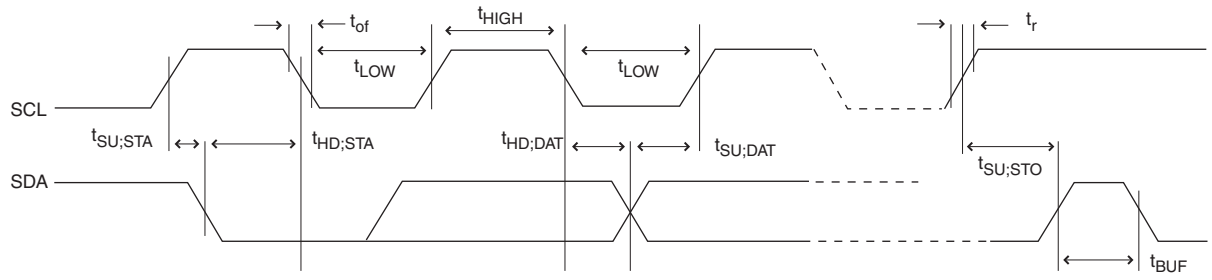 t_of
t_HIGH
t_r
t_LOW
t_LOW
SCL
t_SU;STA
t_HD;STA
t_HD;DAT
t_SU;DAT
t_SU;STO
SDA
t_BUF